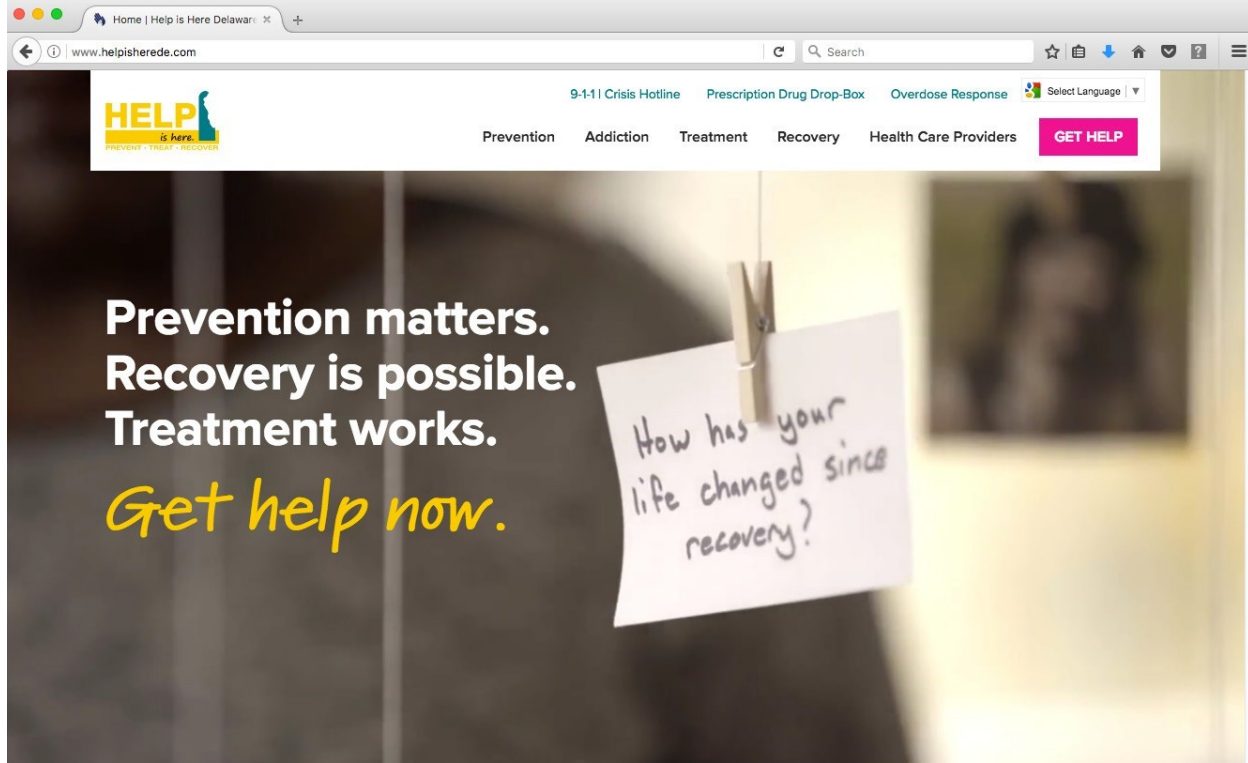 Home | Help is Here Delaware
www.helpisherede.com
Search
9-1-1 | Crisis Hotline Prescription Drug Drop-Box Overdose Response Select Language
HELP
is here.
PREVENT - TREAT - RECOVER
Prevention Addiction Treatment Recovery Health Care Providers GET HELP
Prevention matters.
Recovery is possible.
Treatment works.
Get help now.
How has your
life changed since
recovery?